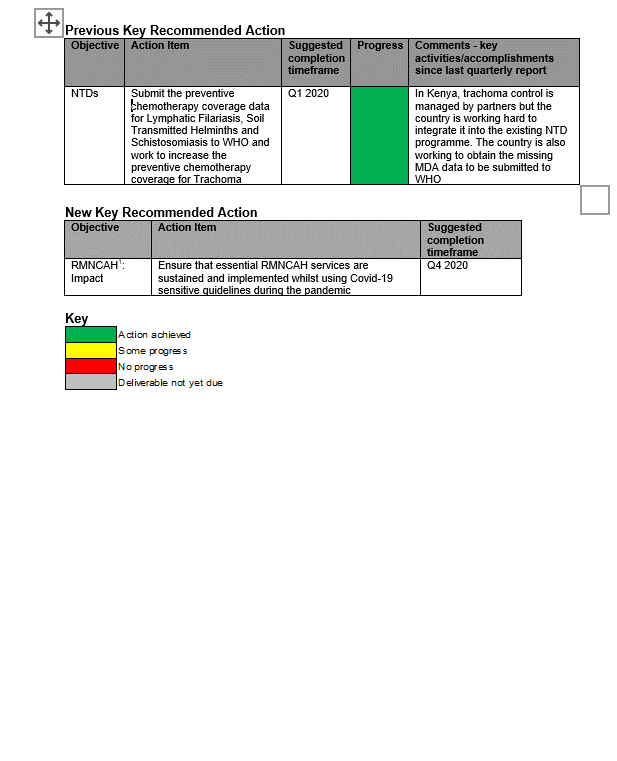 Previous Key Recommended Action
Objective Action Item Suggested completion timeframe Progress Comments - key activities/accomplishments since last quarterly report
NTDs
Submit the preventive
chemotherapy coverage data
for Lymphatic Filariasis, Soil
Transmitted Helminths and
Schistosomiasis to WHO and
work to increase the
preventive chemotherapy
coverage for Trachoma
Q1 2020
In Kenya, trachoma control is
managed by partners but the
country is working hard to
integrate it into the existing NTD
programme. The country is also
working to obtain the missing
MDA data to be submitted to
WHO
New Key Recommended Action
Objective Action Item Suggested completion timeframe
RMNCAH¹:
Impact
Ensure that essential RMNCAH services are
sustained and implemented whilst using Covid-19
sensitive guidelines during the pandemic
Q4 2020
Key
Action achieved
Some progress
No progress
Deliverable not yet due